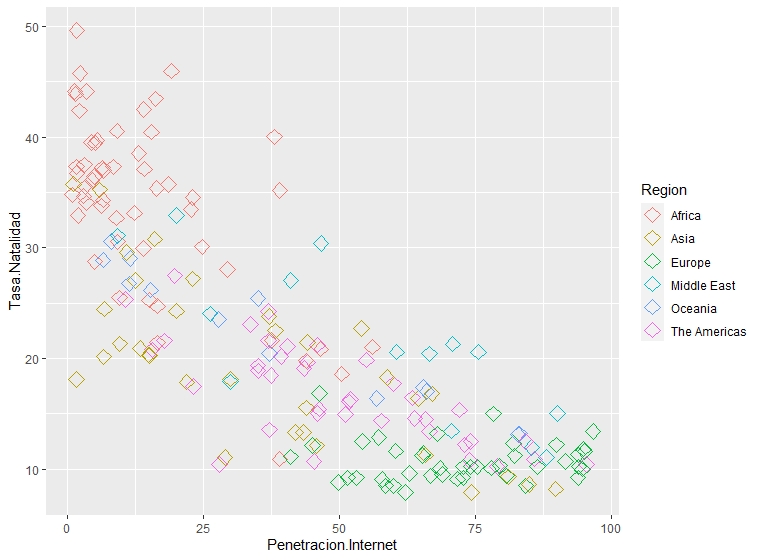 50
40
30
20
10
Tasa.Natalidad
0
25
50
75
100
Penetracion.Internet
Region
Africa
Asia
Europe
Middle East
Oceania
The Americas